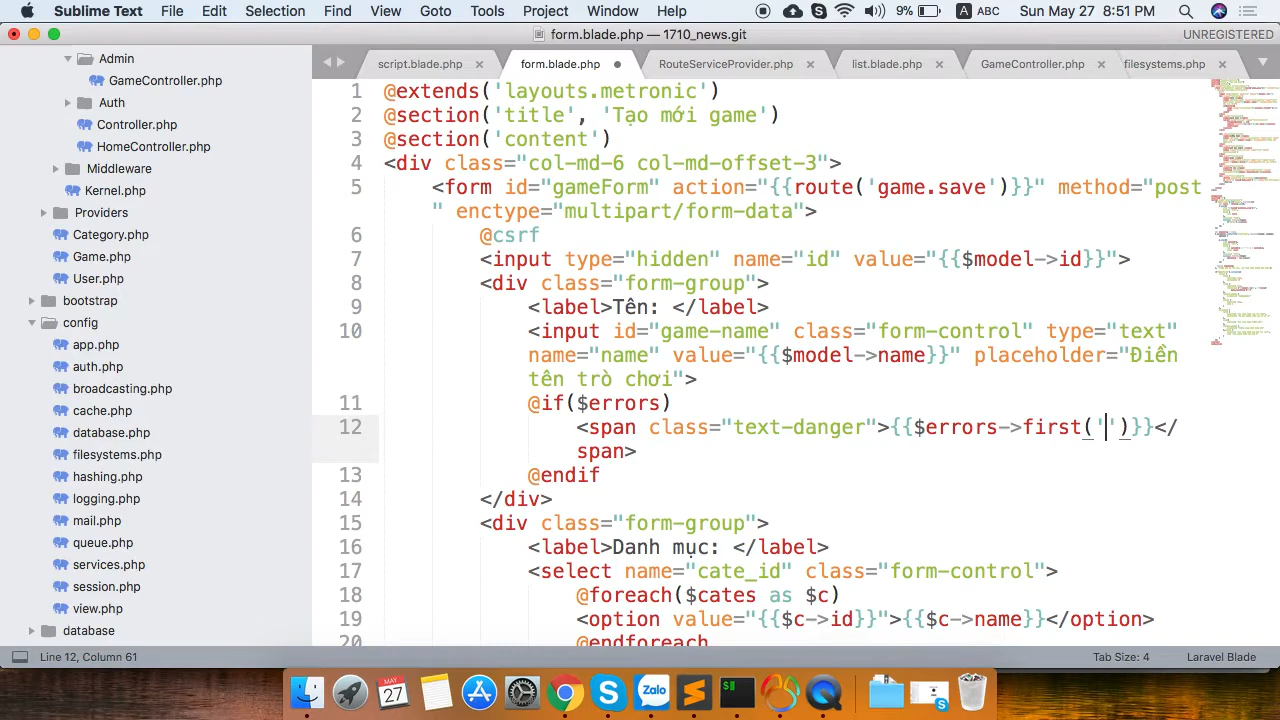 Sublime Text File Edit Selection Find View Goto Tools Project Window Help 9% A ABC Sun May 27 8:51 PM
form.blade.php — 1710_news.git UNREGISTERED
script.blade.php form.blade.php RouteServiceProvider.php list.blade.php GameController.php filesystems.php
Admin
GameController.php
Auth
Controller.php
HomeController.php
Middleware
Kernel.php
Providers
Category.php
Game.php
User.php
bootstrap
config
app.php
auth.php
broadcasting.php
cache.php
database.php
filesystems.php
hashing.php
logging.php
mail.php
queue.php
services.php
session.php
view.php
database
1 @extends('layouts.metronic')
2 @section('title', 'Tạo mới game')
3 @section('content')
4 <div class="col-md-6 col-md-offset-3">
5 <form id="gameForm" action="{{route('game.save')}}" method="post
" enctype="multipart/form-data">
6 @csrf
7 <input type="hidden" name="id" value="{{$model->id}}">
8 <div class="form-group">
9 <label>Tên: </label>
10 <input id="game-name" class="form-control" type="text"
name="name" value="{{$model->name}}" placeholder="Điền
tên trò chơi">
11 @if($errors)
12 <span class="text-danger">{{$errors->first('')}}</
span>
13 @endif
14 </div>
15 <div class="form-group">
16 <label>Danh mục: </label>
17 <select name="cate_id" class="form-control">
18 @foreach($cates as $c)
19 <option value="{{$c->id}}">{{$c->name}}</option>
20 @endforeach
Line 12, Column 61 Tab Size: 4 Laravel Blade
MAY
27
Zalo